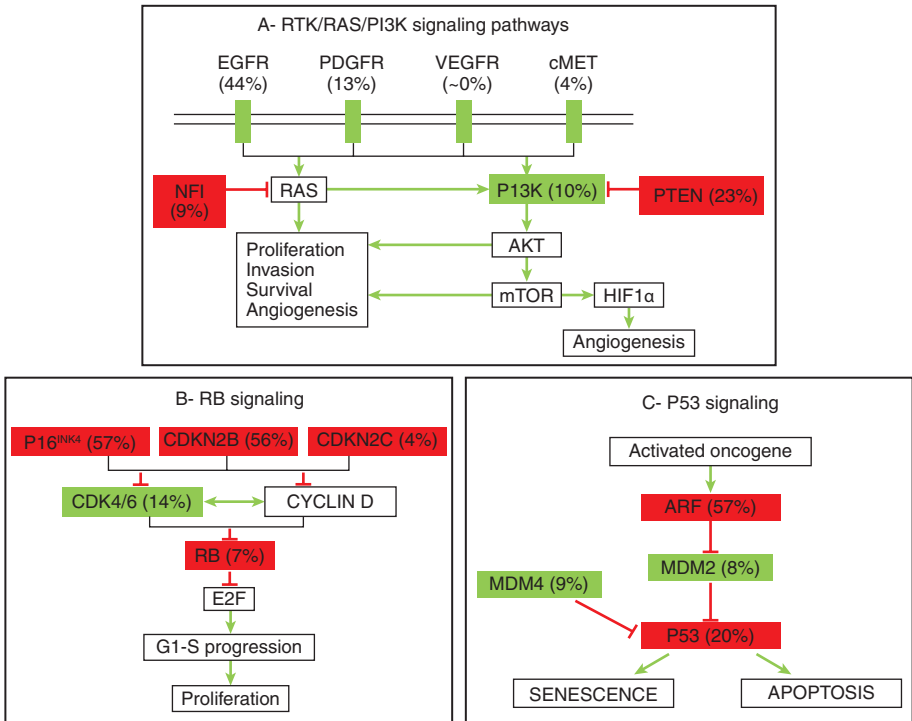 A- RTK/RAS/PI3K signaling pathways
EGFR
(44%)
PDGFR
(13%)
VEGFR
(~0%)
cMET
(4%)
NFI
(9%)
RAS
P13K (10%)
PTEN (23%)
Proliferation
Invasion
Survival
Angiogenesis
AKT
mTOR
HIF1α
Angiogenesis
B- RB signaling
P16INK4 (57%)
CDKN2B (56%)
CDKN2C (4%)
CDK4/6 (14%)
CYCLIN D
RB (7%)
E2F
G1-S progression
Proliferation
C- P53 signaling
Activated oncogene
ARF (57%)
MDM2 (8%)
MDM4 (9%)
P53 (20%)
SENESCENCE
APOPTOSIS